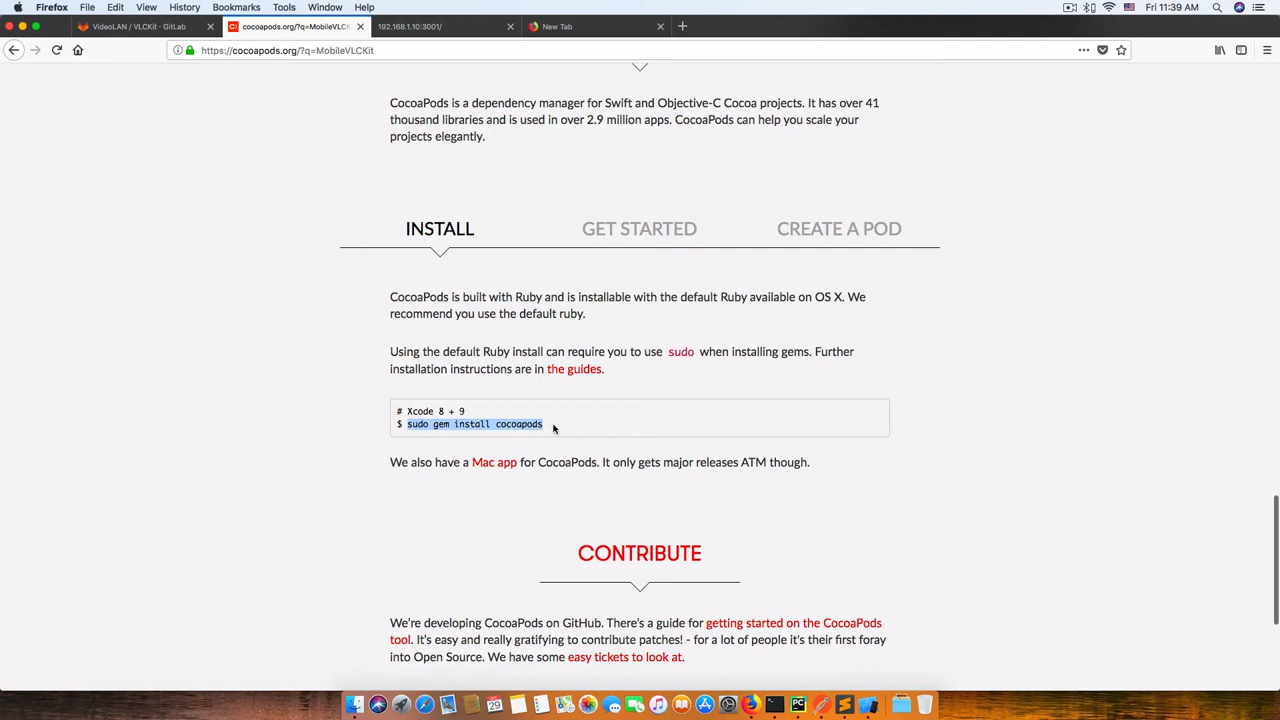 Firefox File Edit View History Bookmarks Tools Window Help Fri 11:39 AM
VideoLAN / VLCKit · GitLab cocoapods.org/?q=MobileVLCK 192.168.1.10:3001/ New Tab
https://cocoapods.org/?q=MobileVLCKit
CocoaPods is a dependency manager for Swift and Objective-C Cocoa projects. It has over 41
thousand libraries and is used in over 2.9 million apps. CocoaPods can help you scale your
projects elegantly.
INSTALL GET STARTED CREATE A POD
CocoaPods is built with Ruby and is installable with the default Ruby available on OS X. We
recommend you use the default ruby.
Using the default Ruby install can require you to use sudo when installing gems. Further
installation instructions are in the guides.
# Xcode 8 + 9
$ sudo gem install cocoapods
We also have a Mac app for CocoaPods. It only gets major releases ATM though.
CONTRIBUTE
We're developing CocoaPods on GitHub. There's a guide for getting started on the CocoaPods
tool. It's easy and really gratifying to contribute patches! - for a lot of people it's their first foray
into Open Source. We have some easy tickets to look at.
29
PC